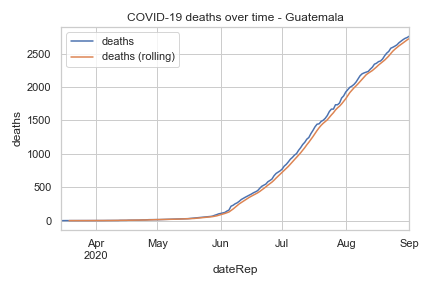 COVID-19 deaths over time - Guatemala
deaths
deaths (rolling)
deaths
2500
2000
1500
1000
500
0
Apr
2020
May
Jun
Jul
Aug
Sep
dateRep